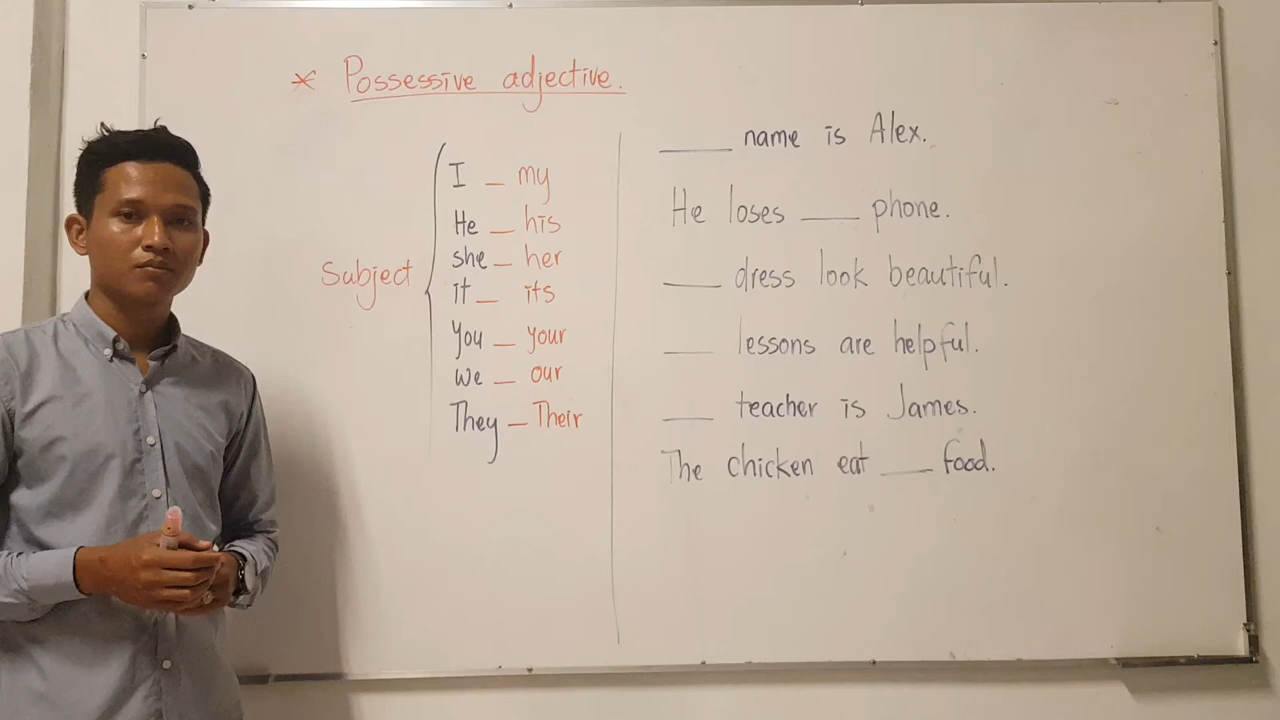 * Possessive adjective.
Subject
I _ my
He _ his
she _ her
it _ its
you _ your
we _ our
They _ Their
____ name is Alex.
He loses ____ phone.
____ dress look beautiful.
____ lessons are helpful.
____ teacher is James.
The chicken eat ____ food.